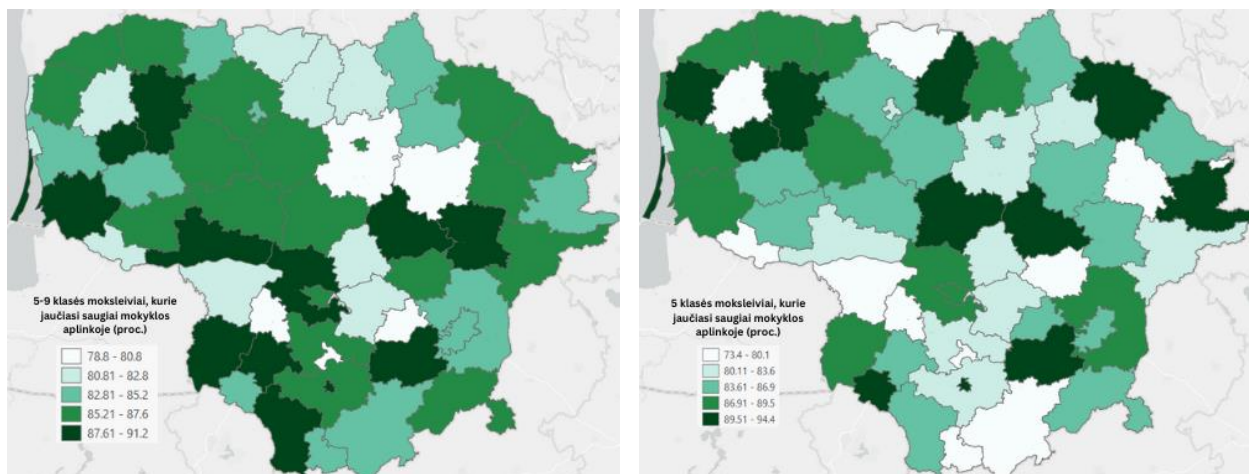 5-9 klasės moksleiviai, kurie
jaučiasi saugiai mokyklos
aplinkoje (proc.)
78.8 - 80.8
80.81 - 82.8
82.81 - 85.2
85.21 - 87.6
87.61 - 91.2
5 klasės moksleiviai, kurie
jaučiasi saugiai mokyklos
aplinkoje (proc.)
73.4 - 80.1
80.11 - 83.6
83.61 - 86.9
86.91 - 89.5
89.51 - 94.4